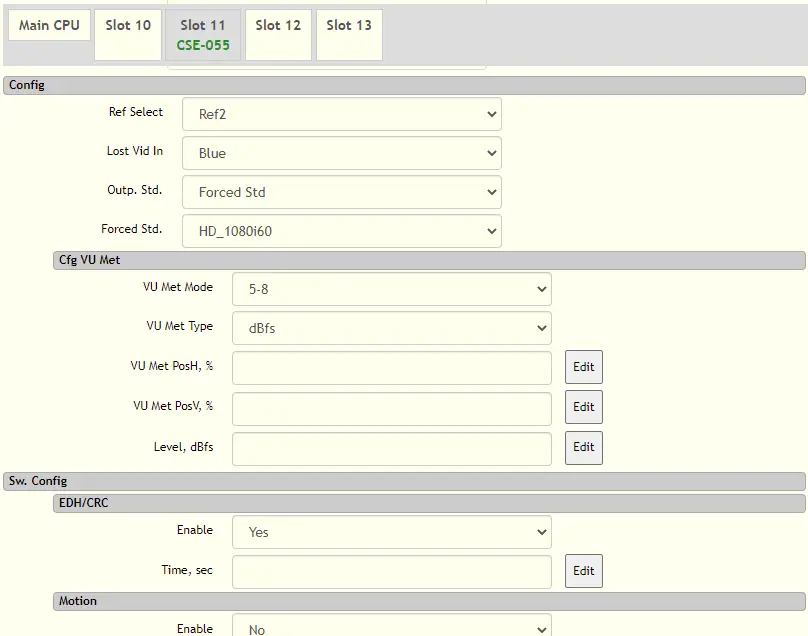 Main CPU
Slot 10
Slot 11
CSE-055
Slot 12
Slot 13
Config
Ref Select
Ref2
Lost Vid In
Blue
Outp. Std.
Forced Std
Forced Std.
HD_1080i60
Cfg VU Met
VU Met Mode
5-8
VU Met Type
dBfs
VU Met PosH, %
Edit
VU Met PosV, %
Edit
Level, dBfs
Edit
Sw. Config
EDH/CRC
Enable
Yes
Time, sec
Edit
Motion
Enable
No